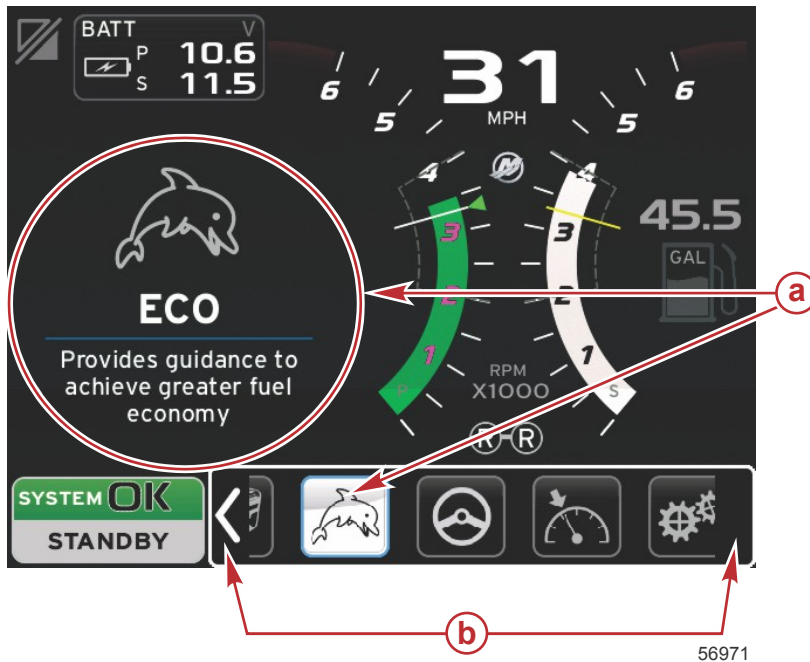 BATT V
P 10.6
S 11.5
31
MPH
6 6
5 5
4 4
3 3
2 2
1 1
P S
RPM
X1000
R-R
45.5
GAL
ECO
Provides guidance to
achieve greater fuel
economy
a
SYSTEM OK
STANDBY
b
56971